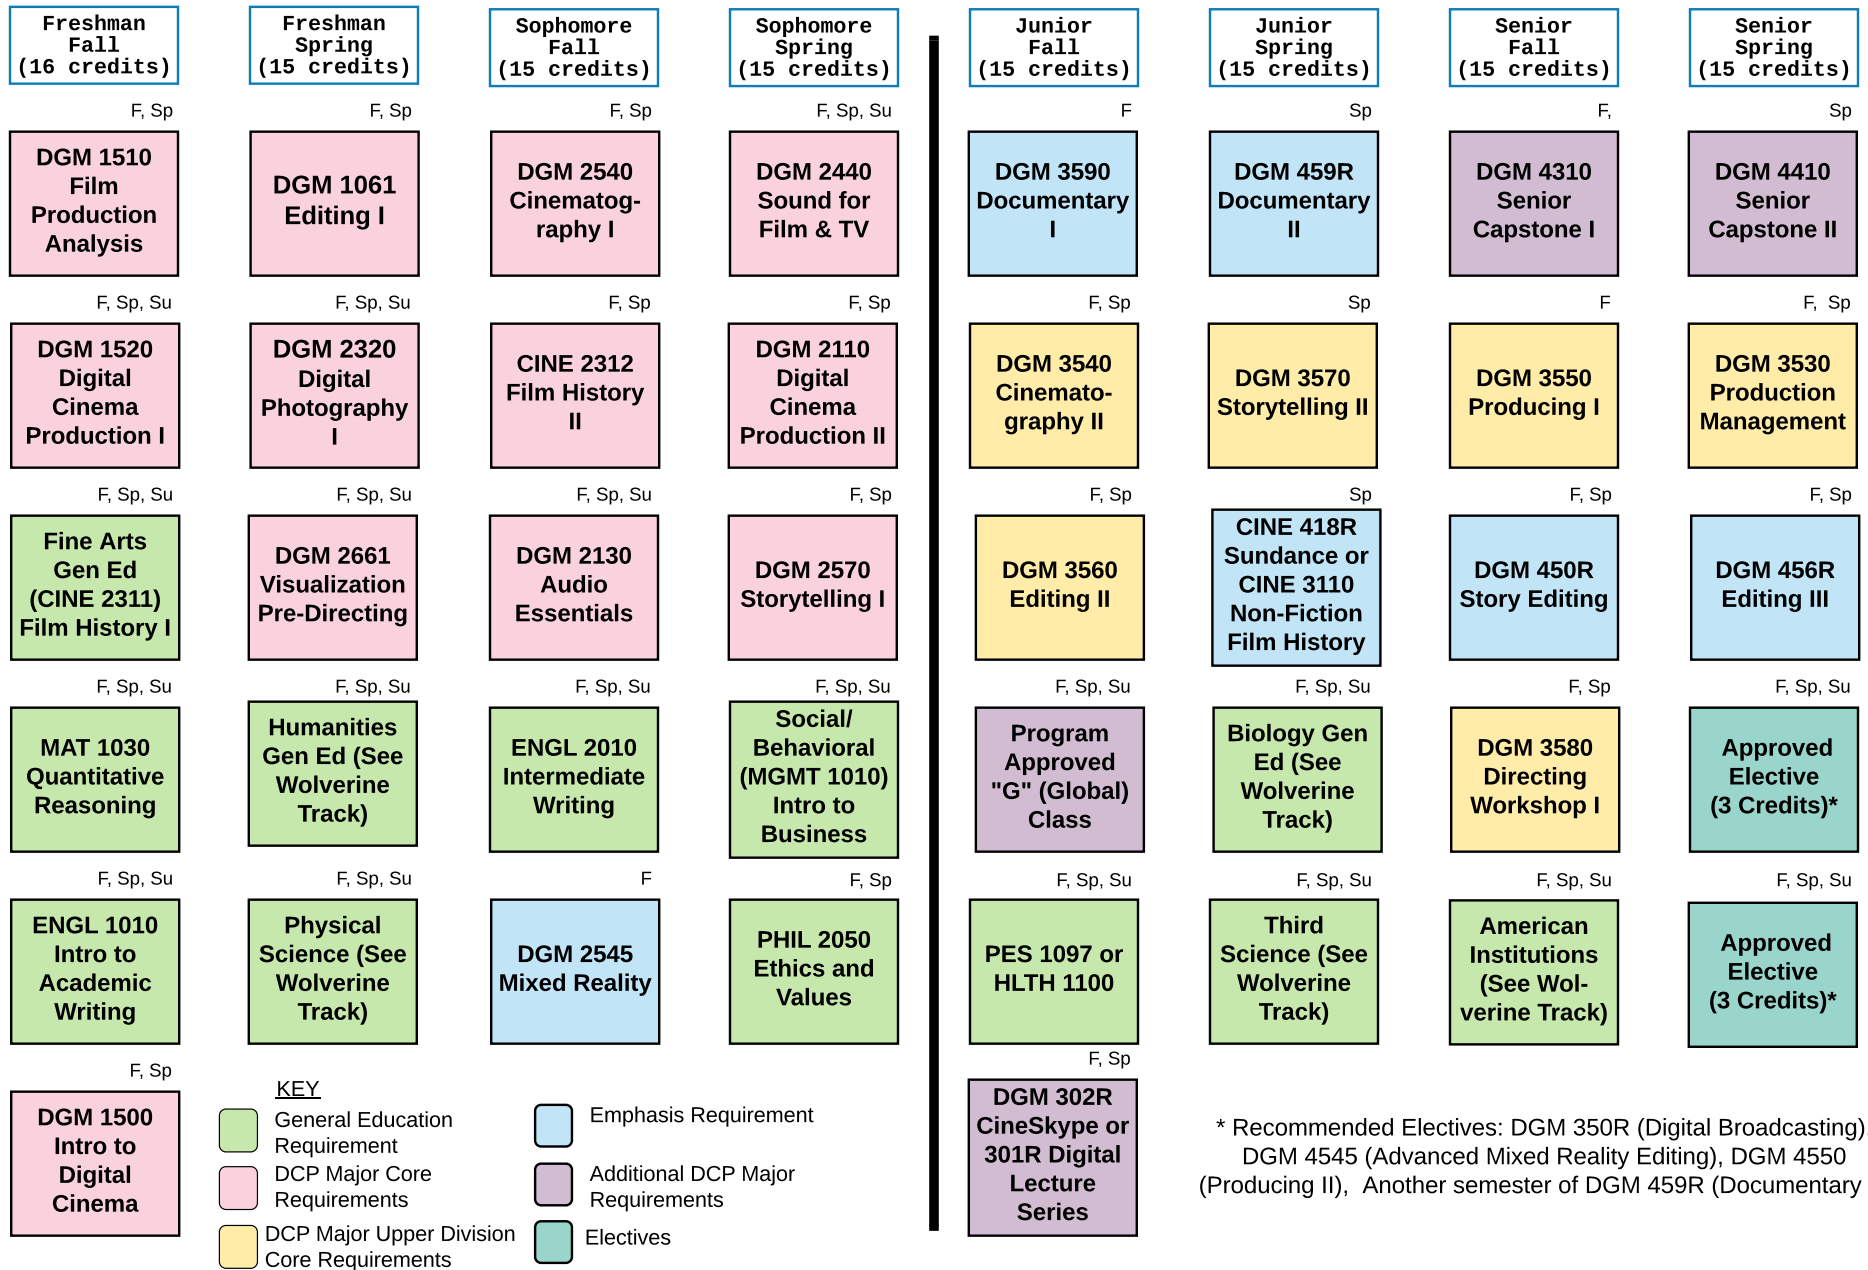 Freshman
Fall
(16 credits)
F, Sp
DGM 1510
Film
Production
Analysis
F, Sp, Su
DGM 1520
Digital
Cinema
Production I
F, Sp, Su
Fine Arts
Gen Ed
(CINE 2311)
Film History I
F, Sp, Su
MAT 1030
Quantitative
Reasoning
F, Sp, Su
ENGL 1010
Intro to
Academic
Writing
F, Sp
DGM 1500
Intro to
Digital
Cinema
Freshman
Spring
(15 credits)
F, Sp
DGM 1061
Editing I
F, Sp, Su
DGM 2320
Digital
Photography
I
F, Sp, Su
DGM 2661
Visualization
Pre-Directing
F, Sp, Su
Humanities
Gen Ed (See
Wolverine
Track)
F, Sp, Su
Physical
Science (See
Wolverine
Track)
Sophomore
Fall
(15 credits)
F, Sp
DGM 2540
Cinematog-
raphy I
F, Sp
CINE 2312
Film History
II
F, Sp, Su
DGM 2130
Audio
Essentials
F, Sp, Su
ENGL 2010
Intermediate
Writing
F
DGM 2545
Mixed Reality
Sophomore
Spring
(15 credits)
F, Sp, Su
DGM 2440
Sound for
Film & TV
F, Sp
DGM 2110
Digital
Cinema
Production II
F, Sp
DGM 2570
Storytelling I
F, Sp, Su
Social/
Behavioral
(MGMT 1010)
Intro to
Business
F, Sp
PHIL 2050
Ethics and
Values
Junior
Fall
(15 credits)
F
DGM 3590
Documentary
I
F, Sp
DGM 3540
Cinemato-
graphy II
F, Sp
DGM 3560
Editing II
F, Sp, Su
Program
Approved
"G" (Global)
Class
F, Sp, Su
PES 1097 or
HLTH 1100
F, Sp
DGM 302R
CineSkype or
301R Digital
Lecture
Series
Junior
Spring
(15 credits)
Sp
DGM 459R
Documentary
II
Sp
DGM 3570
Storytelling II
Sp
CINE 418R
Sundance or
CINE 3110
Non-Fiction
Film History
F, Sp, Su
Biology Gen
Ed (See
Wolverine
Track)
F, Sp, Su
Third
Science (See
Wolverine
Track)
Senior
Fall
(15 credits)
F,
DGM 4310
Senior
Capstone I
F
DGM 3550
Producing I
F, Sp
DGM 450R
Story Editing
F, Sp
DGM 3580
Directing
Workshop I
F, Sp, Su
American
Institutions
(See Wol-
verine Track)
Senior
Spring
(15 credits)
Sp
DGM 4410
Senior
Capstone II
F, Sp
DGM 3530
Production
Management
F, Sp
DGM 456R
Editing III
F, Sp, Su
Approved
Elective
(3 Credits)*
F, Sp, Su
Approved
Elective
(3 Credits)*
KEY
General Education
Requirement
DCP Major Core
Requirements
DCP Major Upper Division
Core Requirements
Emphasis Requirement
Additional DCP Major
Requirements
Electives
* Recommended Electives: DGM 350R (Digital Broadcasting)
DGM 4545 (Advanced Mixed Reality Editing), DGM 4550
(Producing II), Another semester of DGM 459R (Documentary